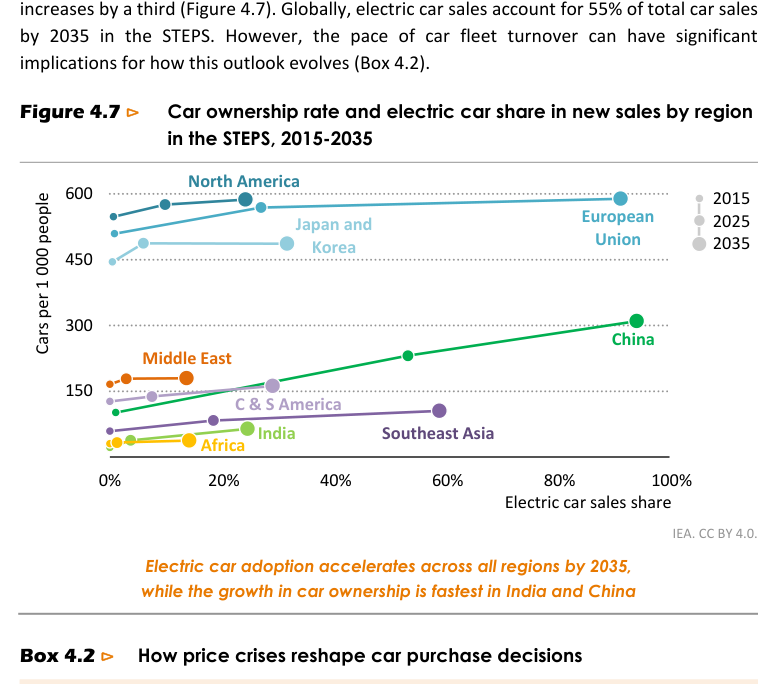 increases by a third (Figure 4.7). Globally, electric car sales account for 55% of total car sales
by 2035 in the STEPS. However, the pace of car fleet turnover can have significant
implications for how this outlook evolves (Box 4.2).
Figure 4.7 ▻ Car ownership rate and electric car share in new sales by region
in the STEPS, 2015-2035
Cars per 1 000 people
600
450
300
150
North America
European
Union
Japan and
Korea
China
Middle East
C & S America
Southeast Asia
India
Africa
2015
2025
2035
0% 20% 40% 60% 80% 100%
Electric car sales share
IEA. CC BY 4.0.
Electric car adoption accelerates across all regions by 2035,
while the growth in car ownership is fastest in India and China
Box 4.2 ▻ How price crises reshape car purchase decisions